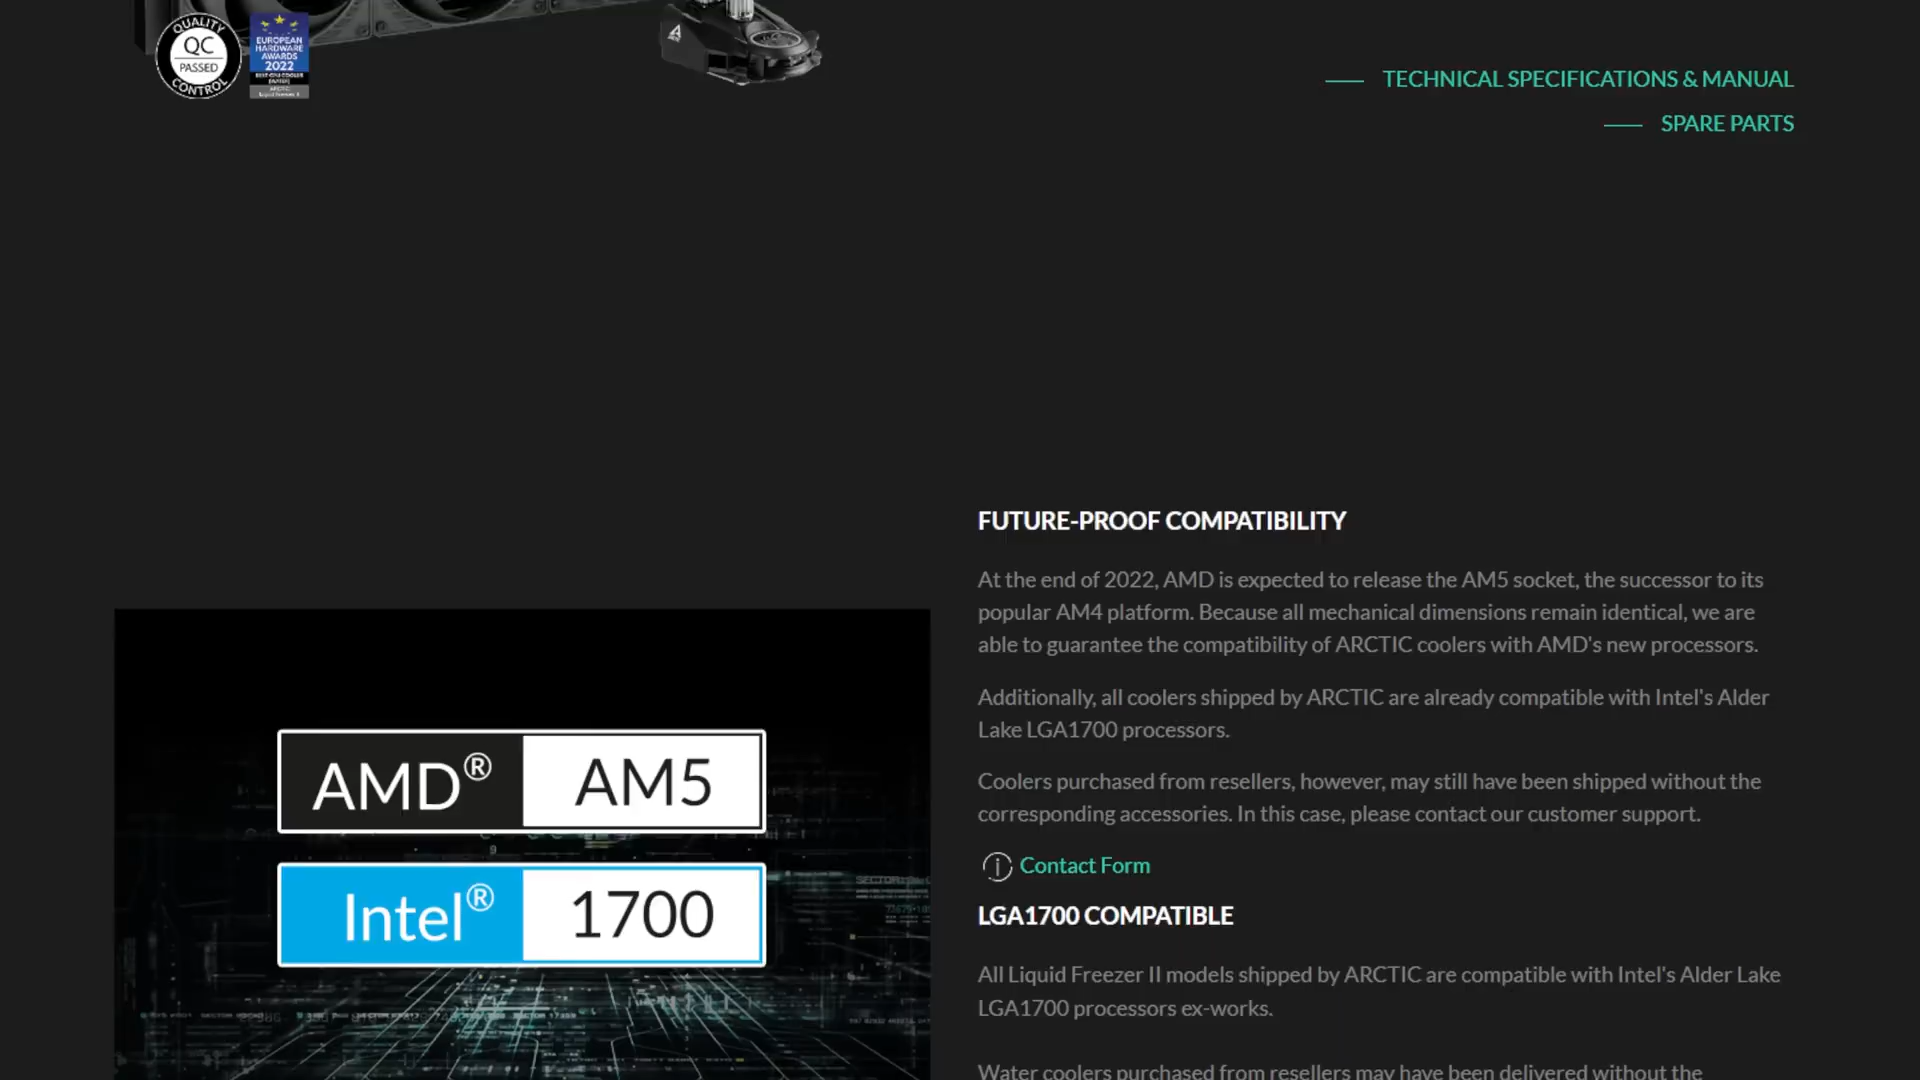 QUALITY
QC
PASSED
CONTROL
EUROPEAN
HARDWARE
AWARDS
2022
BEST CPU COOLER
ARCTIC
TECHNICAL SPECIFICATIONS & MANUAL
SPARE PARTS
FUTURE-PROOF COMPATIBILITY
At the end of 2022, AMD is expected to release the AM5 socket, the successor to its
popular AM4 platform. Because all mechanical dimensions remain identical, we are
able to guarantee the compatibility of ARCTIC coolers with AMD's new processors.
Additionally, all coolers shipped by ARCTIC are already compatible with Intel's Alder
Lake LGA1700 processors.
Coolers purchased from resellers, however, may still have been shipped without the
corresponding accessories. In this case, please contact our customer support.
Contact Form
LGA1700 COMPATIBLE
All Liquid Freezer II models shipped by ARCTIC are compatible with Intel's Alder Lake
LGA1700 processors ex-works.
Water coolers purchased from resellers may have been delivered without the
AMD® AM5
Intel® 1700